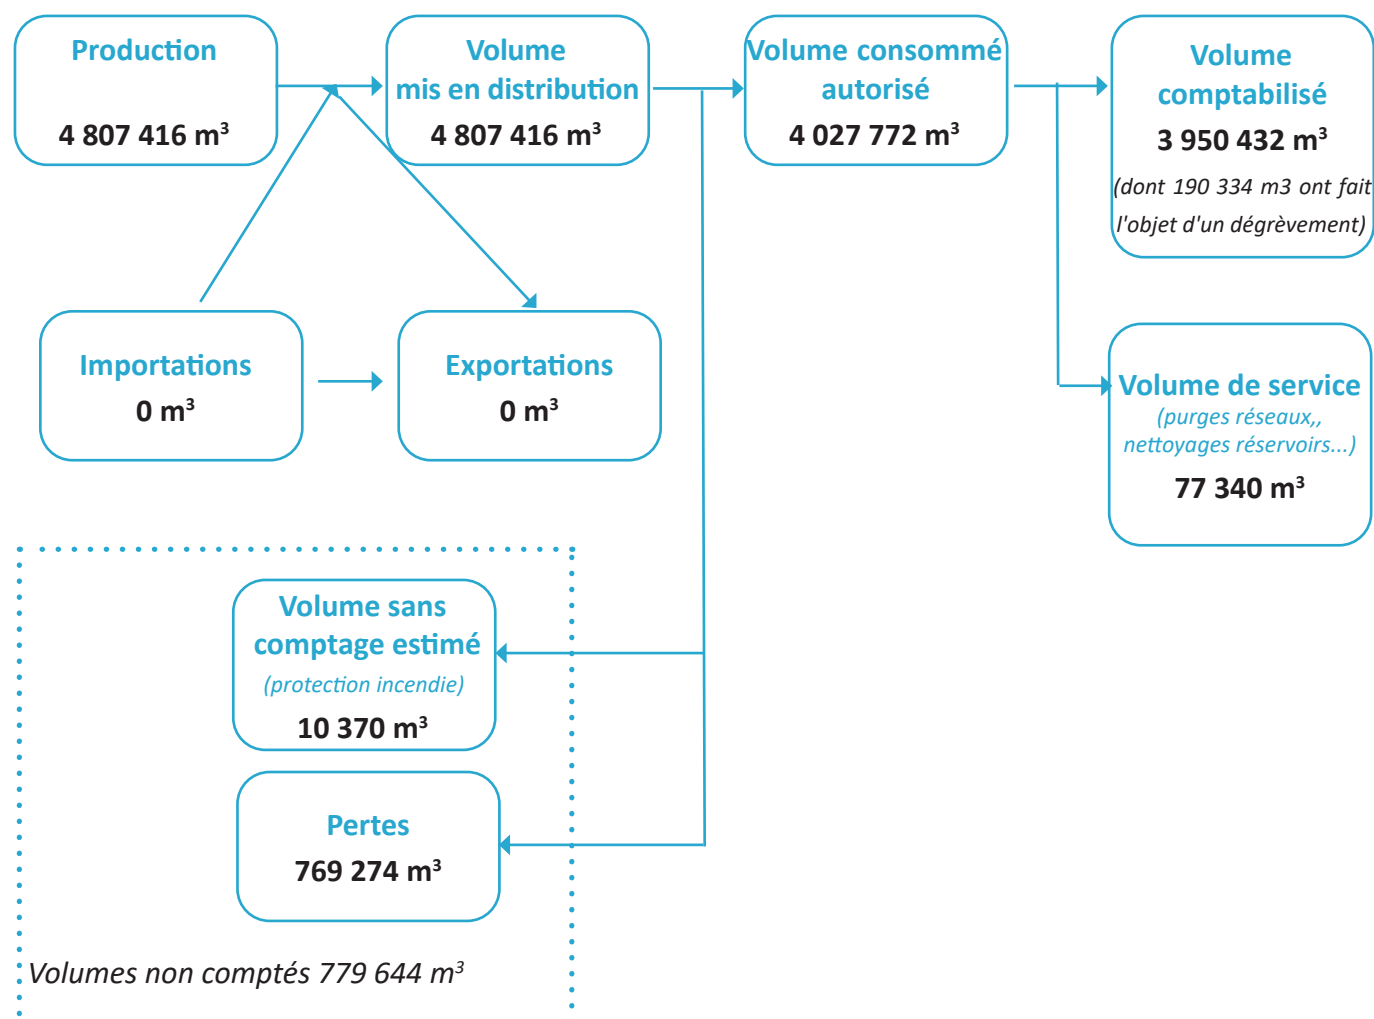 Production
4 807 416 m³
Volume
mis en distribution
4 807 416 m³
Volume consommé
autorisé
4 027 772 m³
Volume
comptabilisé
3 950 432 m³
(dont 190 334 m3 ont fait
l'objet d'un dégrèvement)
Importations
0 m³
Exportations
0 m³
Volume de service
(purges réseaux,,
nettoyages réservoirs...)
77 340 m³
Volume sans
comptage estimé
(protection incendie)
10 370 m³
Pertes
769 274 m³
Volumes non comptés 779 644 m³